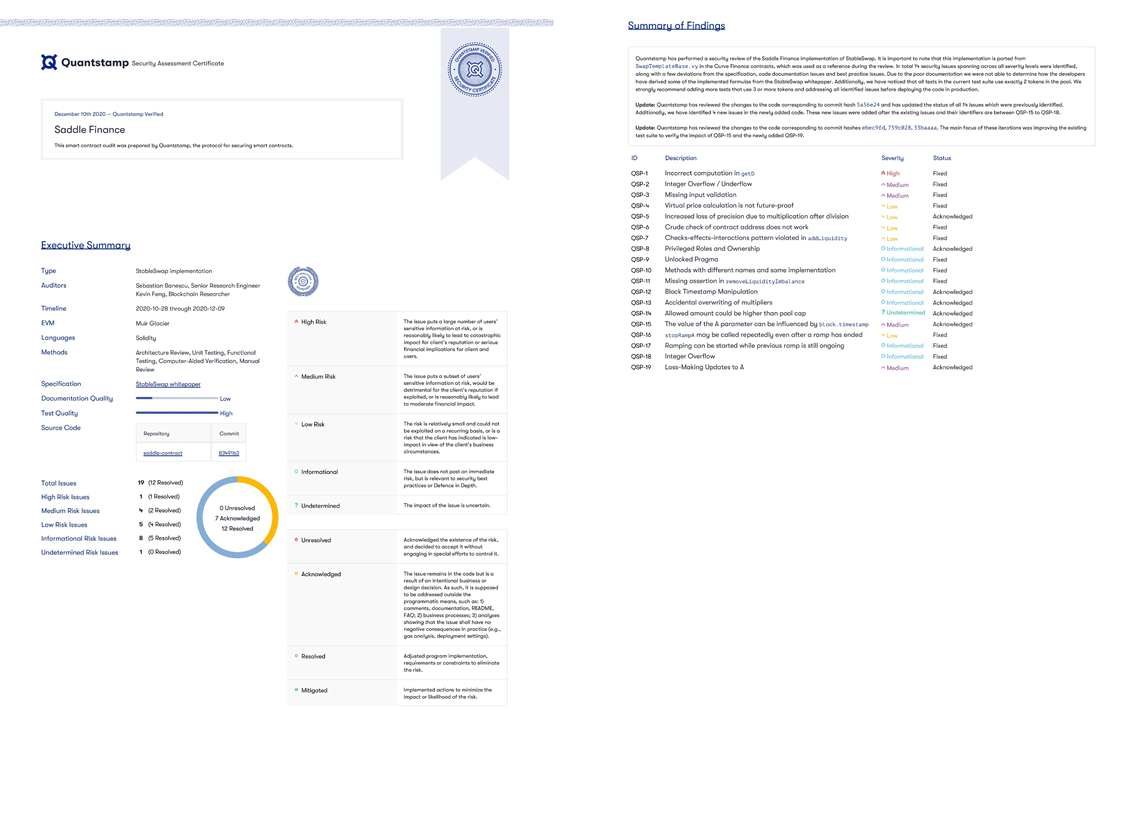 Quantstamp Security Assessment Certificate
QUANTSTAMP VERIFIED
SECURITY CERTIFICATE
December 10th 2020 — Quantstamp Verified
Saddle Finance
This smart contract audit was prepared by Quantstamp, the protocol for securing smart contracts.
Executive Summary
Type StableSwap implementation
Auditors Sebastian Banescu, Senior Research Engineer
Kevin Feng, Blockchain Researcher
Timeline 2020-10-28 through 2020-12-09
EVM Muir Glacier
Languages Solidity
Methods Architecture Review, Unit Testing, Functional
Testing, Computer-Aided Verification, Manual
Review
Specification StableSwap whitepaper
Documentation Quality Low
Test Quality High
Source Code
Repository Commit
saddle-contract 83491b3
Total Issues 19 (12 Resolved)
High Risk Issues 1 (1 Resolved)
Medium Risk Issues 4 (2 Resolved)
Low Risk Issues 5 (4 Resolved)
Informational Risk Issues 8 (5 Resolved)
Undetermined Risk Issues 1 (0 Resolved)
0 Unresolved
7 Acknowledged
12 Resolved
High Risk The issue puts a large number of users'
sensitive information at risk, or is
reasonably likely to lead to catastrophic
impact for client's reputation or serious
financial implications for client and
users.
Medium Risk The issue puts a subset of users'
sensitive information at risk, would be
detrimental for the client's reputation if
exploited, or is reasonably likely to lead
to moderate financial impact.
Low Risk The risk is relatively small and could not
be exploited on a recurring basis, or is a
risk that the client has indicated is low-
impact in view of the client's business
circumstances.
Informational The issue does not post an immediate
risk, but is relevant to security best
practices or Defence in Depth.
Undetermined The impact of the issue is uncertain.
Unresolved Acknowledged the existence of the risk,
and decided to accept it without
engaging in special efforts to control it.
Acknowledged The issue remains in the code but is a
result of an intentional business or
design decision. As such, it is supposed
to be addressed outside the
programmatic means, such as: 1)
comments, documentation, README,
FAQ; 2) business processes; 3) analyses
showing that the issue shall have no
negative consequences in practice (e.g.,
gas analysis, deployment settings).
Resolved Adjusted program implementation,
requirements or constraints to eliminate
the risk.
Mitigated Implemented actions to minimize the
impact or likelihood of the risk.
Summary of Findings
Quantstamp has performed a security review of the Saddle Finance implementation of StableSwap. It is important to note that this implementation is ported from
SwapTemplateBase.vy in the Curve Finance contracts, which was used as a reference during the review. In total 14 security issues spanning across all severity levels were identified,
along with a few deviations from the specification, code documentation issues and best practice issues. Due to the poor documentation we were not able to determine how the developers
have derived some of the implemented formulas from the StableSwap whitepaper. Additionally, we have noticed that all tests in the current test suite use exactly 2 tokens in the pool. We
strongly recommend adding more tests that use 3 or more tokens and addressing all identified issues before deploying the code in production.
Update: Quantstamp has reviewed the changes to the code corresponding to commit hash 5a56e24 and has updated the status of all 14 issues which were previously identified.
Additionally, we have identified 4 new issues in the newly added code. These new issues were added after the existing issues and their identifiers are between QSP-15 to QSP-18.
Update: Quantstamp has reviewed the changes to the code corresponding to commit hashes ebec9fd, 759c028, 35baaaa. The main focus of these iterations was improving the existing
test suite to verify the impact of QSP-15 and the newly added QSP-19.
ID Description Severity Status
QSP-1 Incorrect computation in getD High Fixed
QSP-2 Integer Overflow / Underflow Medium Fixed
QSP-3 Missing input validation Medium Fixed
QSP-4 Virtual price calculation is not future-proof Low Fixed
QSP-5 Increased loss of precision due to multiplication after division Low Acknowledged
QSP-6 Crude check of contract address does not work Low Fixed
QSP-7 Checks-effects-interactions pattern violated in addLiquidity Low Fixed
QSP-8 Privileged Roles and Ownership Informational Acknowledged
QSP-9 Unlocked Pragma Informational Fixed
QSP-10 Methods with different names and same implementation Informational Fixed
QSP-11 Missing assertion in removeLiquidityImbalance Informational Fixed
QSP-12 Block Timestamp Manipulation Informational Acknowledged
QSP-13 Accidental overwriting of multipliers Informational Acknowledged
QSP-14 Allowed amount could be higher than pool cap Undetermined Acknowledged
QSP-15 The value of the A parameter can be influenced by block.timestamp Medium Acknowledged
QSP-16 stopRampA may be called repeatedly even after a ramp has ended Low Fixed
QSP-17 Ramping can be started while previous ramp is still ongoing Informational Fixed
QSP-18 Integer Overflow Informational Fixed
QSP-19 Loss-Making Updates to A Medium Acknowledged